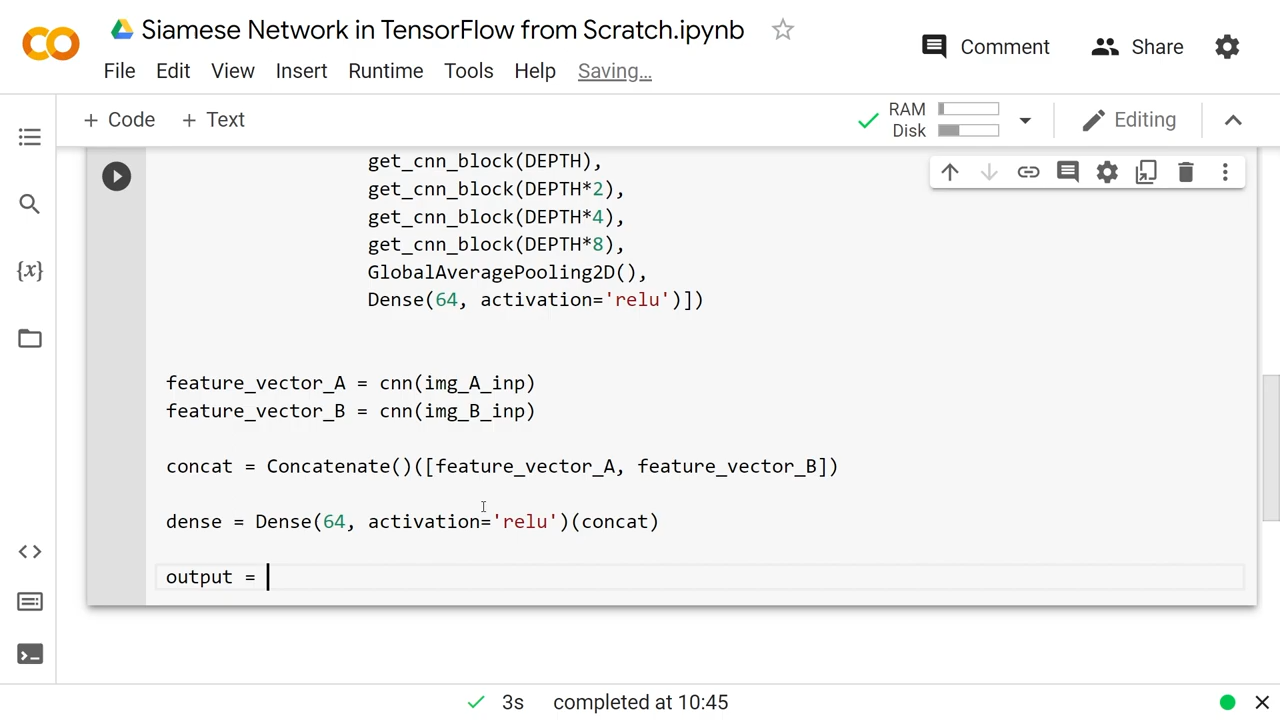 Siamese Network in TensorFlow from Scratch.ipynb
Comment
Share
File Edit View Insert Runtime Tools Help Saving...
+ Code + Text
RAM
Disk
Editing
{x}
get_cnn_block(DEPTH),
get_cnn_block(DEPTH*2),
get_cnn_block(DEPTH*4),
get_cnn_block(DEPTH*8),
GlobalAveragePooling2D(),
Dense(64, activation='relu')])
feature_vector_A = cnn(img_A_inp)
feature_vector_B = cnn(img_B_inp)
concat = Concatenate()([feature_vector_A, feature_vector_B])
dense = Dense(64, activation='relu')(concat)
output =
3s completed at 10:45